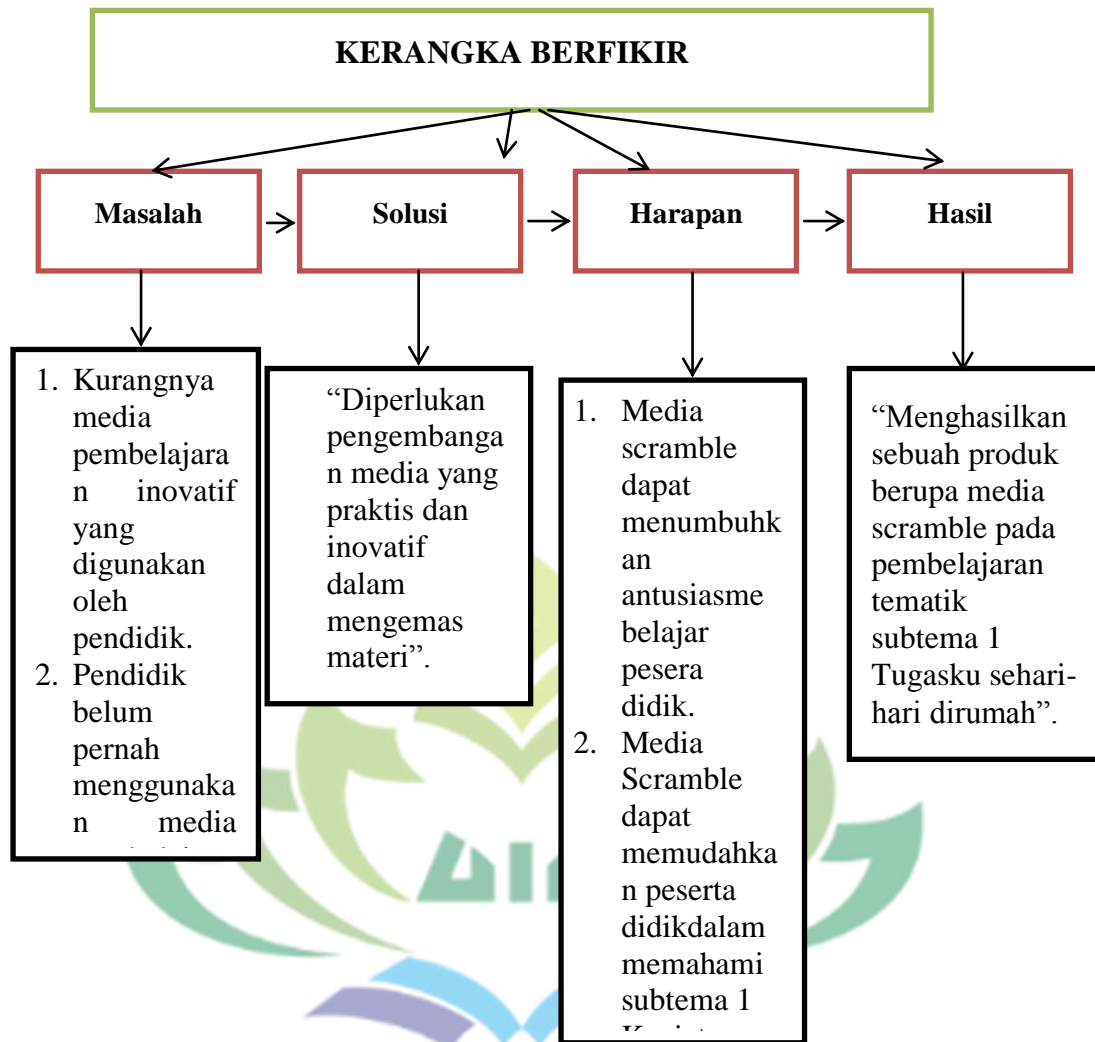 KERANGKA BERFIKIR
Masalah
Solusi
Harapan
Hasil
1. Kurangnya
media
pembelajara
n inovatif
yang
digunakan
oleh
pendidik.
2. Pendidik
belum
pernah
menggunaka
n media
“Diperlukan
pengembanga
n media yang
praktis dan
inovatif
dalam
mengemas
materi”.
1. Media
scramble
dapat
menumbuhk
an
antusiasme
belajar
pesera
didik.
2. Media
Scramble
dapat
memudahka
n peserta
didikdalam
memahami
subtema 1
“Menghasilkan
sebuah produk
berupa media
scramble pada
pembelajaran
tematik
subtema 1
Tugasku sehari-
hari dirumah”.